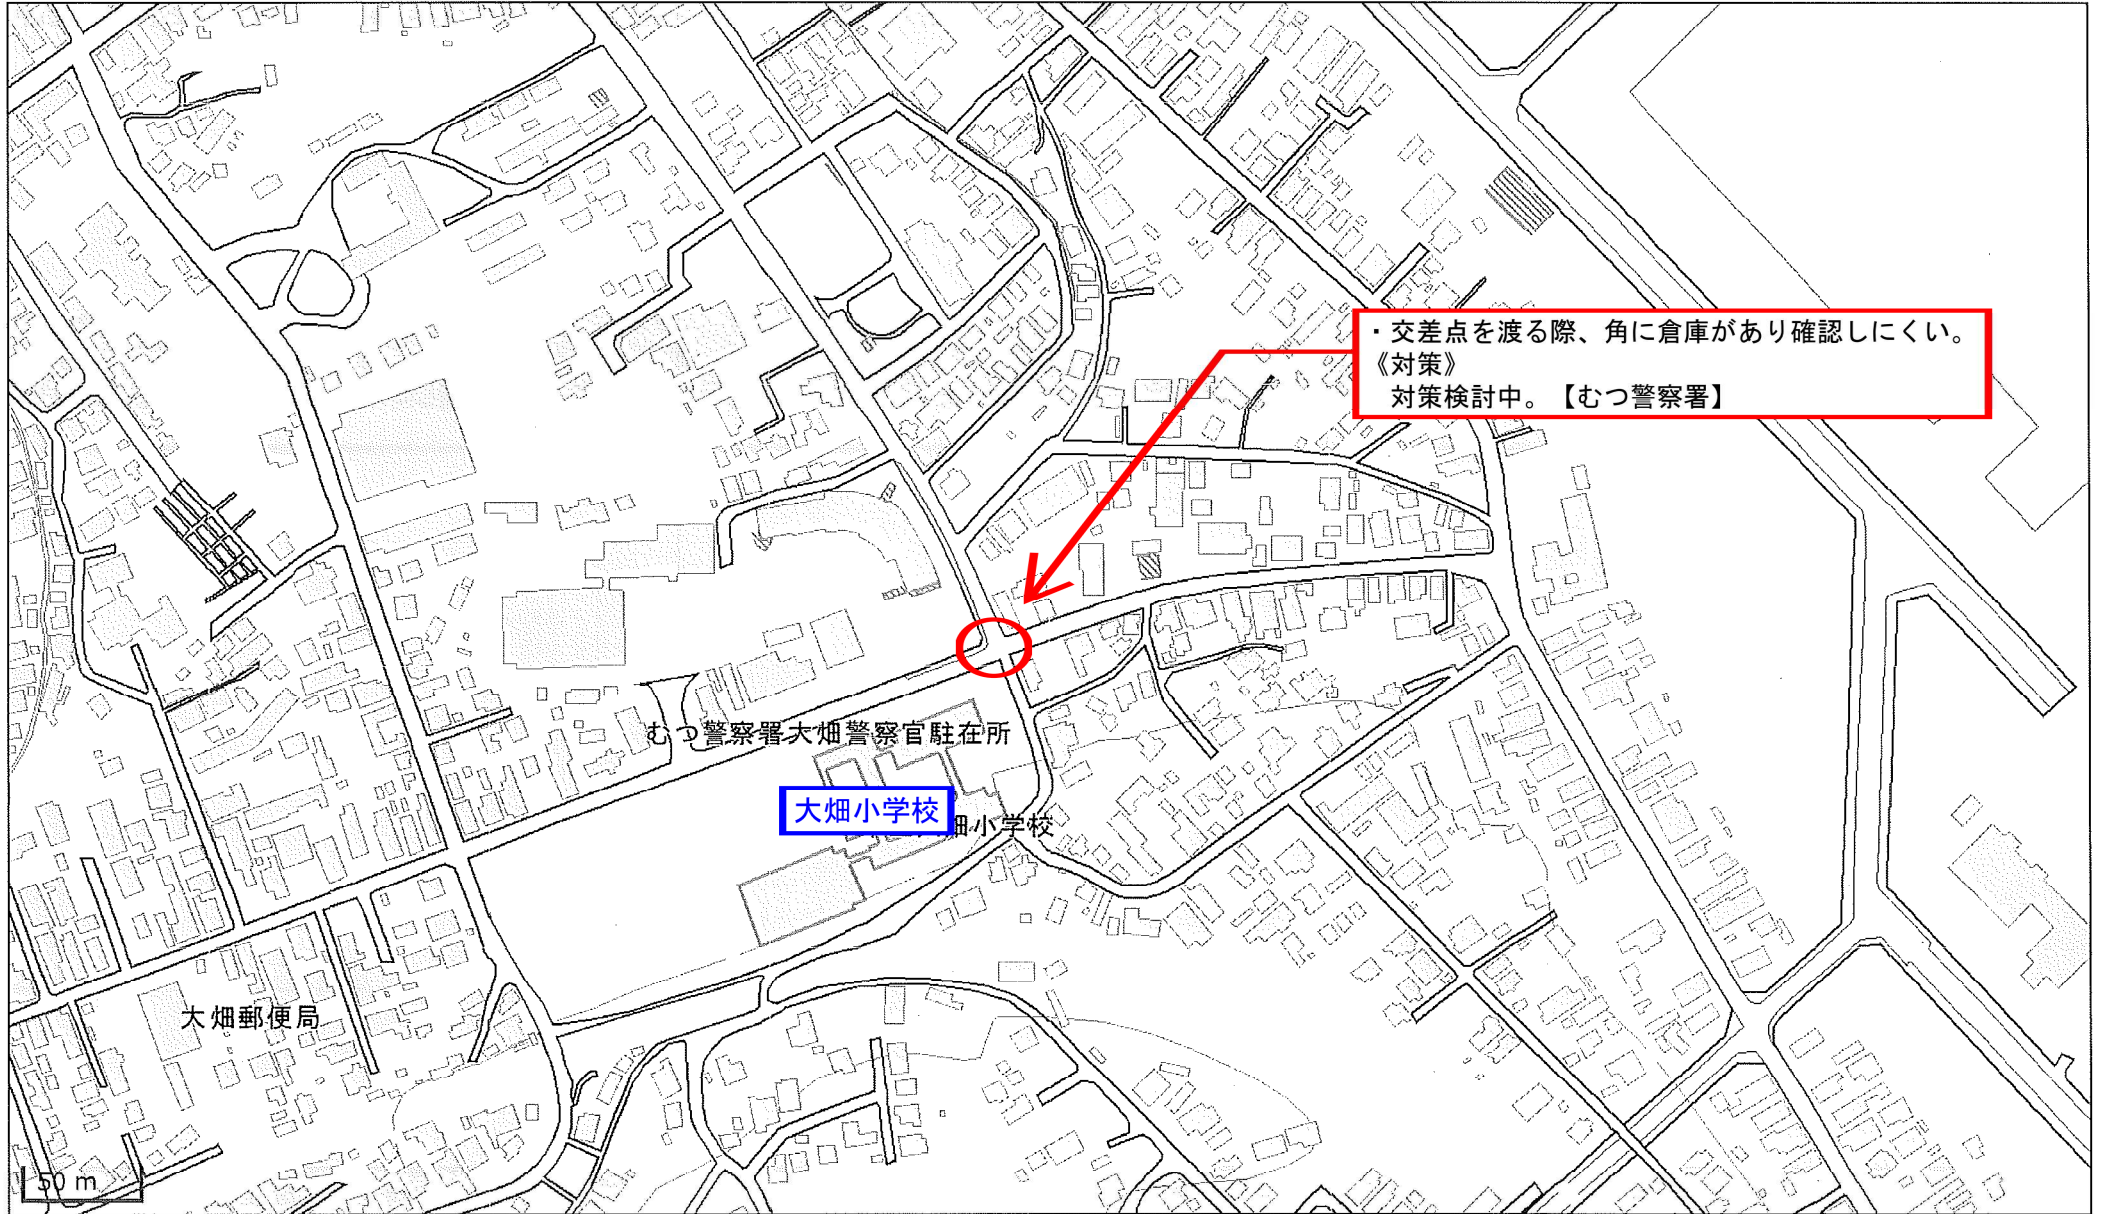 ・交差点を渡る際、角に倉庫があり確認しにくい。
《対策》
対策検討中。【むつ警察署】
むつ警察署大畑警察官駐在所
大畑小学校
畑小学校
大畑郵便局
50 m